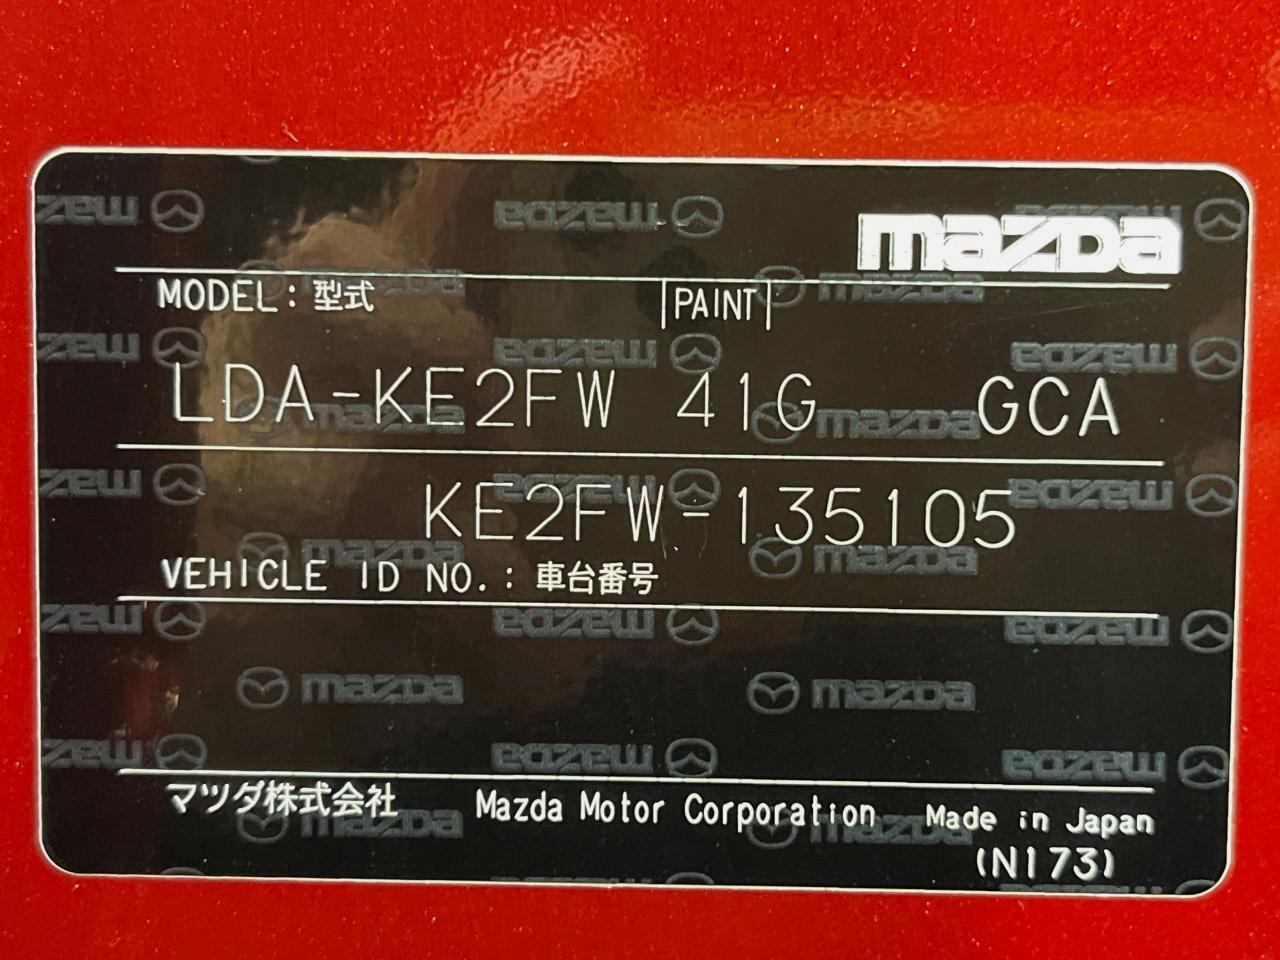 mazda
MODEL: 型式 PAINT
LDA-KE2FW 41G GCA
KE2FW-135105
VEHICLE ID NO.: 車台番号
マツダ株式会社 Mazda Motor Corporation Made in Japan
(N173)